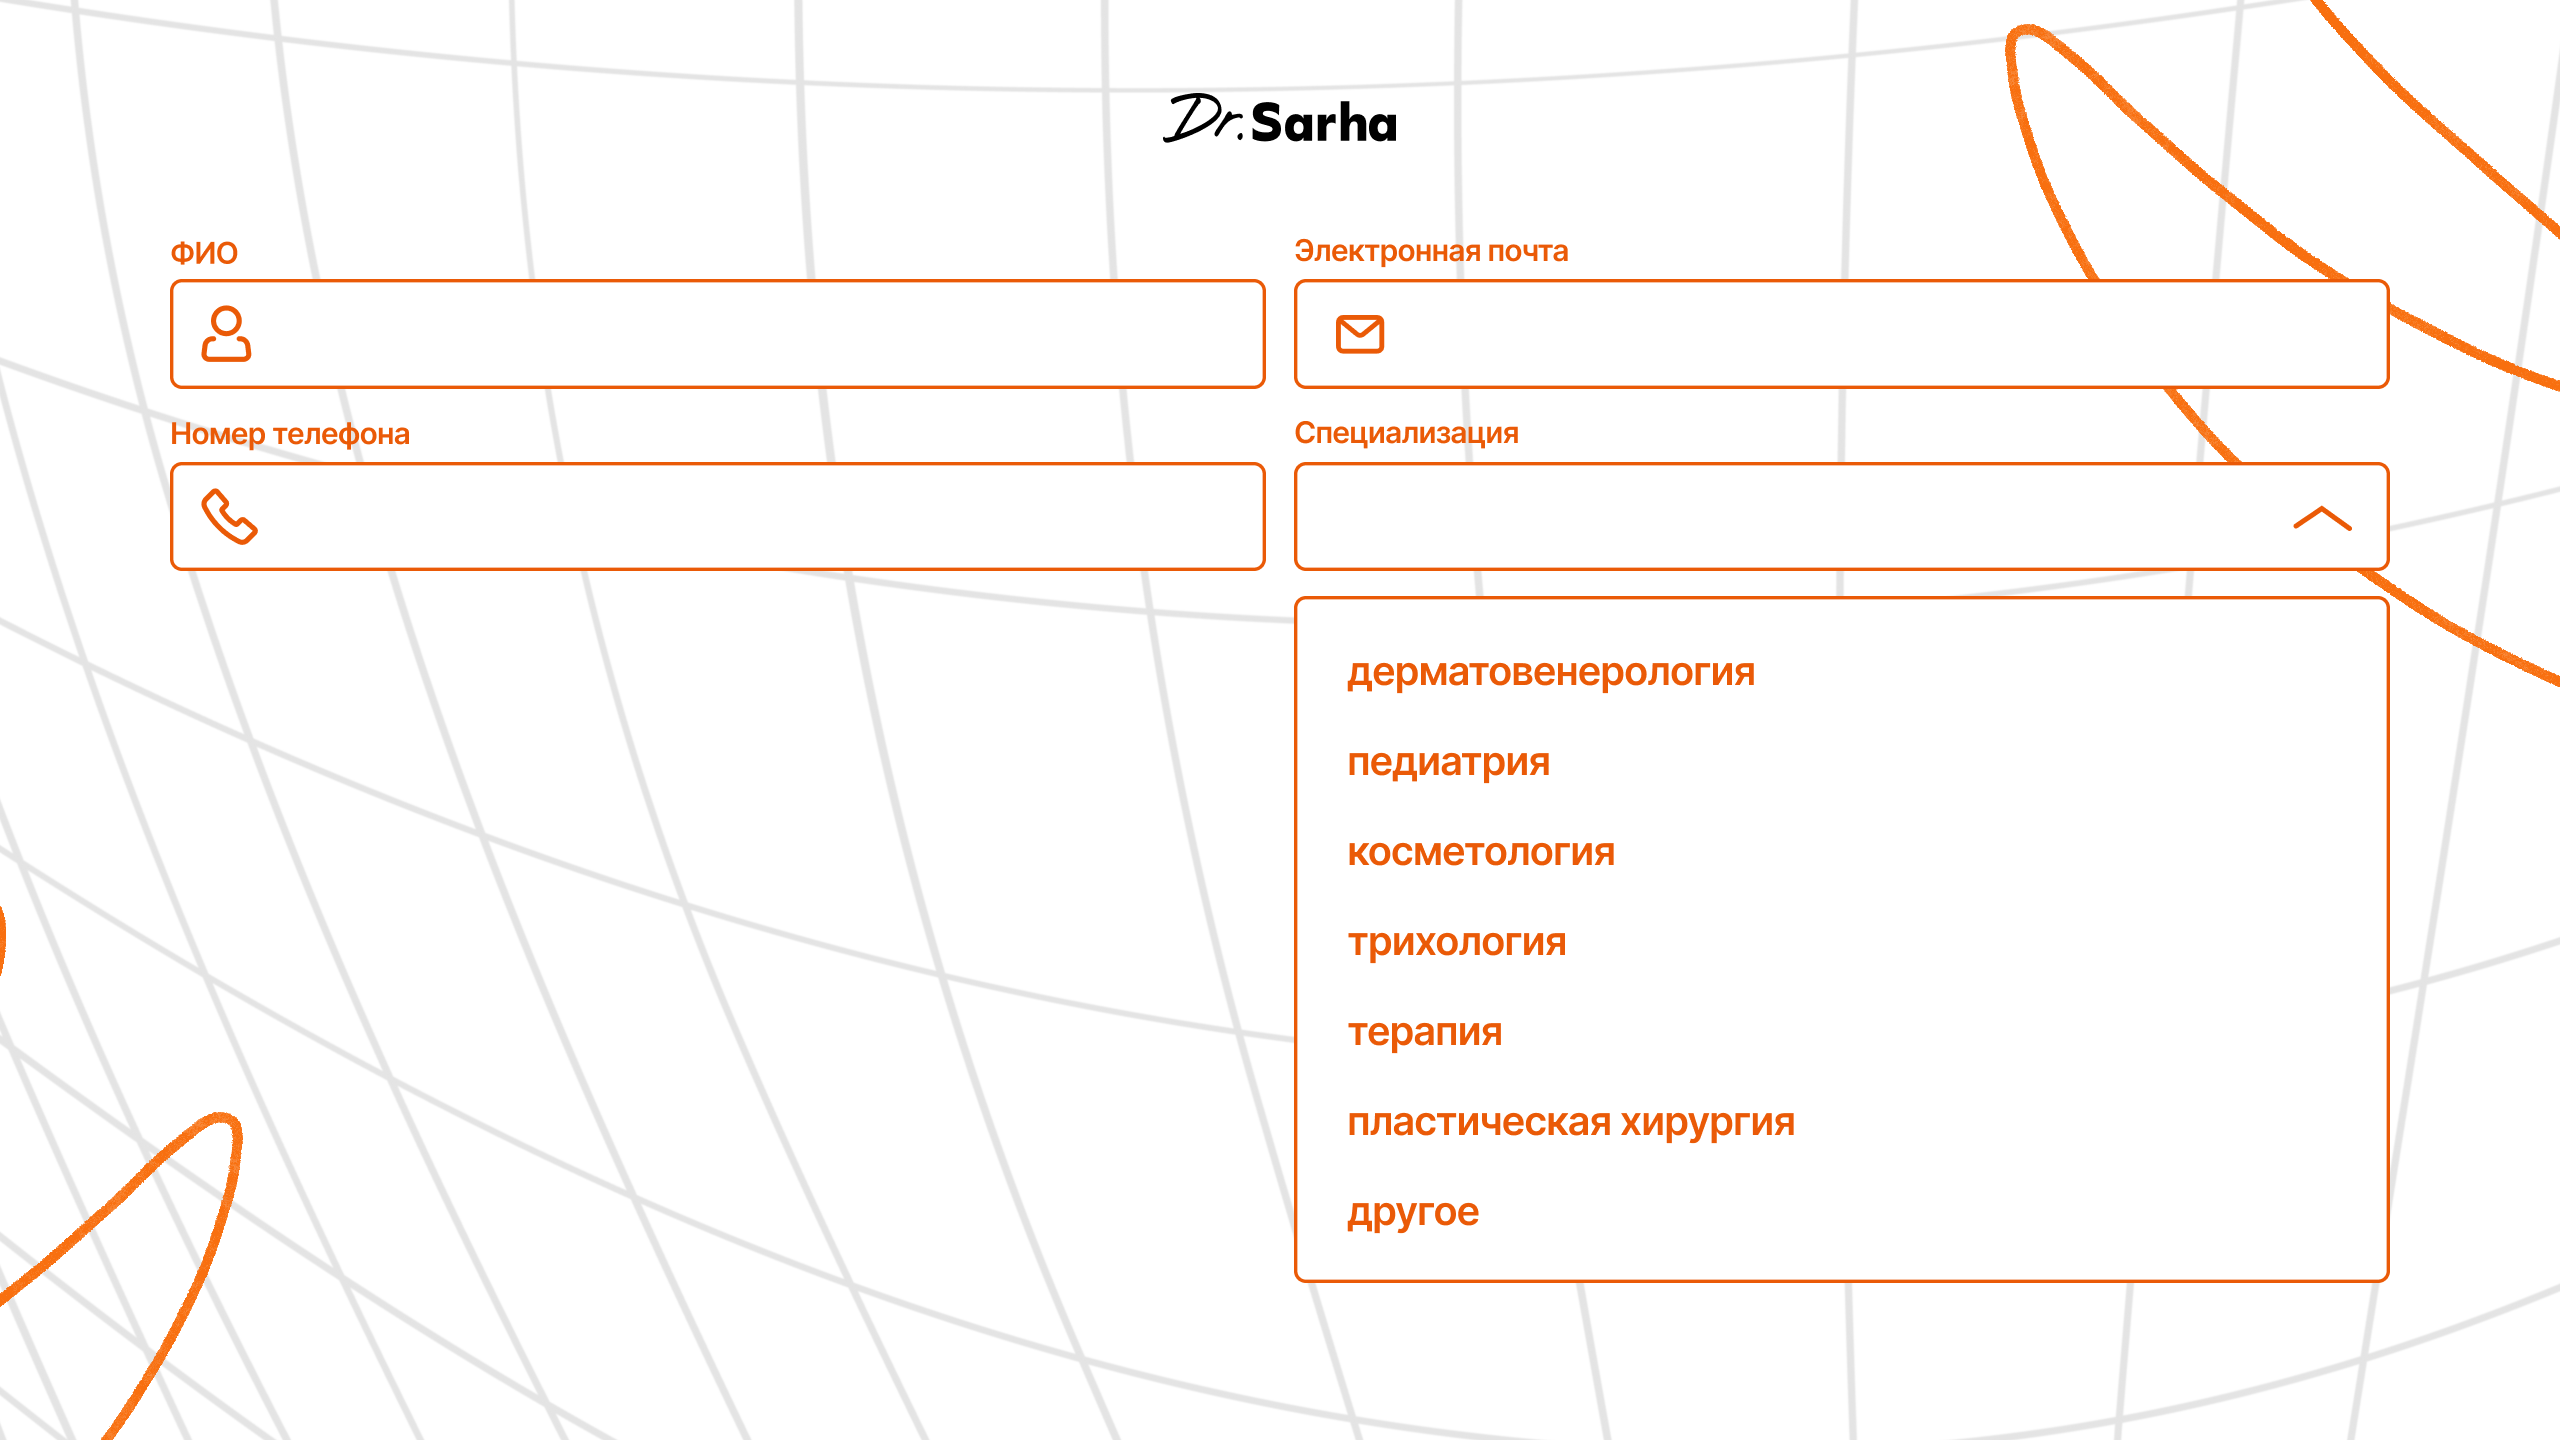 Dr. Sarha
ФИО
Электронная почта
Номер телефона
Специализация
дерматовенерология
педиатрия
косметология
трихология
терапия
пластическая хирургия
другое